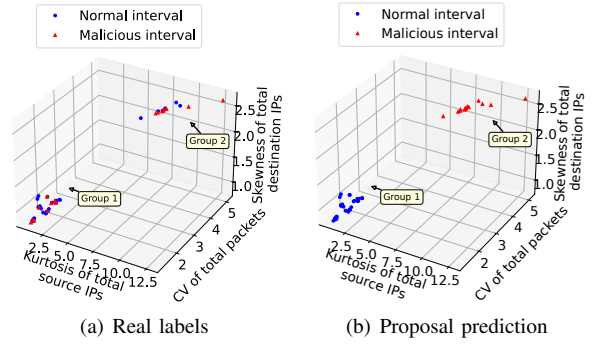 Normal interval
Malicious interval
Group 2
Group 1
2.5
2.0
1.5
1.0
Skewness of total
destination IPs
5
4
3
2
CV of total packets
2.5 5.0 7.5 10.0 12.5
Kurtosis of total
source IPs
(a) Real labels
Normal interval
Malicious interval
Group 2
Group 1
2.5
2.0
1.5
1.0
Skewness of total
destination IPs
5
4
3
2
CV of total packets
2.5 5.0 7.5 10.0 12.5
Kurtosis of total
source IPs
(b) Proposal prediction